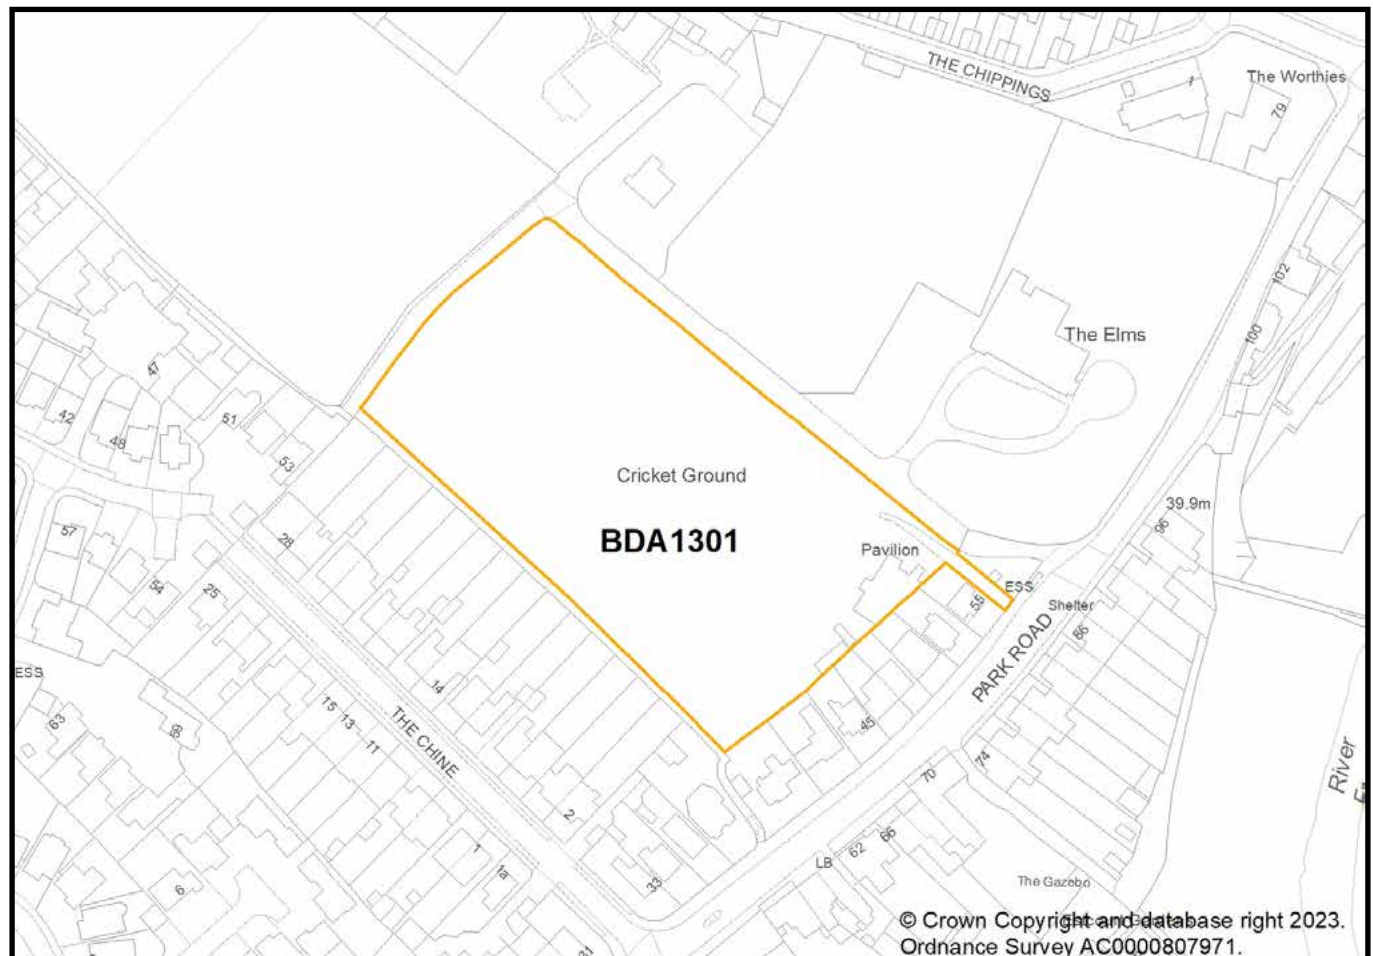 THE CHIPPINGS
1
The Worthies
79
102
100
The Elms
47
42
48
51
53
Cricket Ground
39.9m
96
BDA1301
57
28
Pavilion
54
25
ESS
55
Shelter
86
PARK ROAD
ESS
14
63
59
15
13
11
45
THE CHINE
River
70
74
2
1
62
66
1a
LB
6
33
The Gazebo
31
© Crown Copyright and database right 2023.
Ordnance Survey AC0000807971.